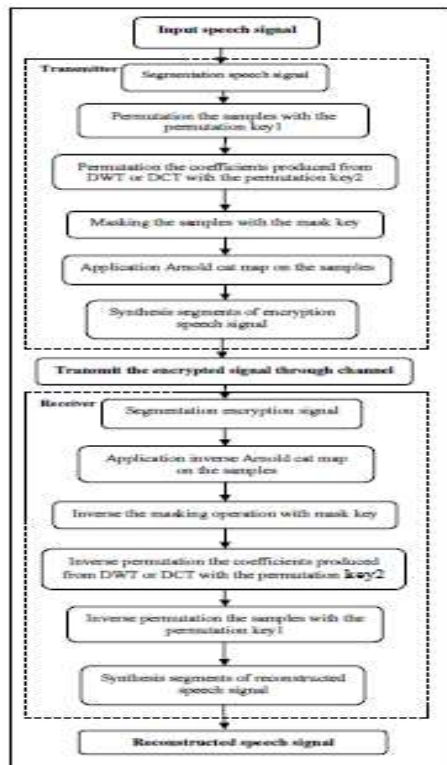 Input speech signal
Transmitter
Segmentation speech signal
Permutation the samples with the
permutation key1
Permutation the coefficients produced from
DWT or DCT with the permutation key2
Masking the samples with the mask key
Application Arnold cat map on the samples
Synthesis segments of encryption
speech signal
Transmit the encrypted signal through channel
Receiver
Segmentation encryption signal
Application inverse Arnold cat map
on the samples
Inverse the masking operation with mask key
Inverse permutation the coefficients produced
from DWT or DCT with the permutation key2
Inverse permutation the samples with the
permutation key1
Synthesis segments of reconstructed
speech signal
Reconstructed speech signal